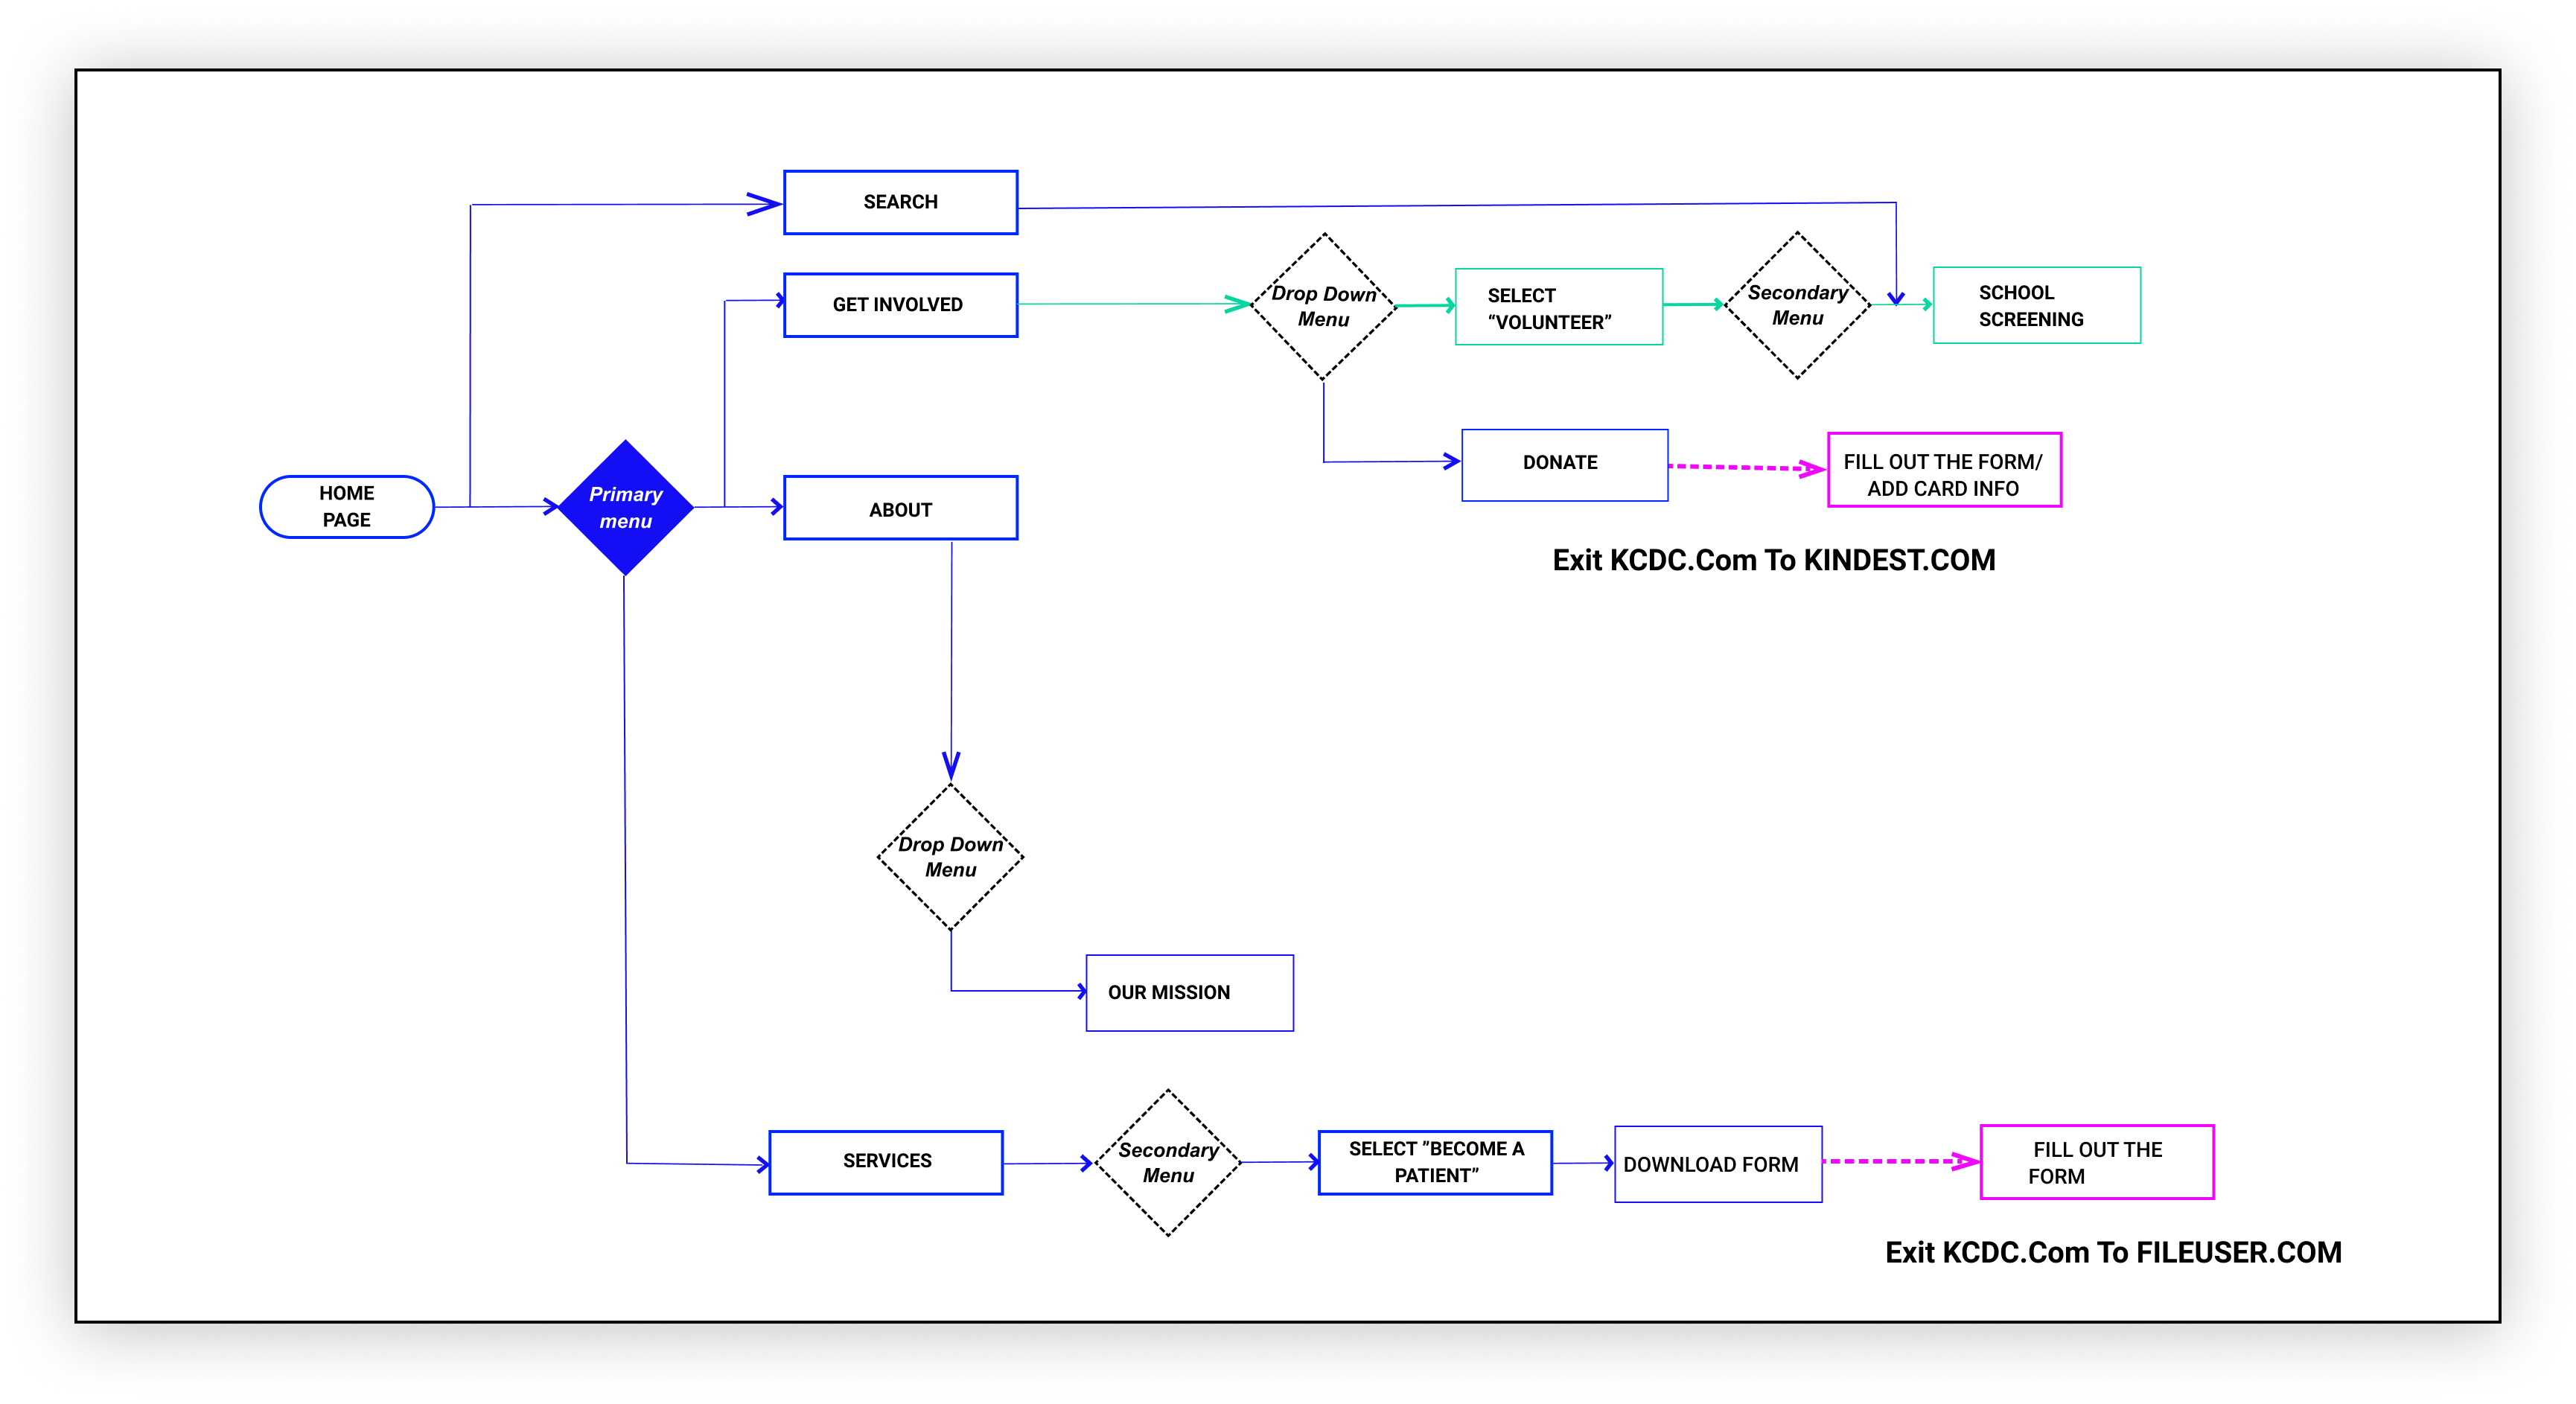 SEARCH
GET INVOLVED
Drop Down
Menu
SELECT
“VOLUNTEER”
Secondary
Menu
SCHOOL
SCREENING
HOME
PAGE
Primary
menu
ABOUT
DONATE
FILL OUT THE FORM/
ADD CARD INFO
Exit KCDC.Com To KINDEST.COM
Drop Down
Menu
OUR MISSION
SERVICES
Secondary
Menu
SELECT ”BECOME A
PATIENT”
DOWNLOAD FORM
FILL OUT THE
FORM
Exit KCDC.Com To FILEUSER.COM